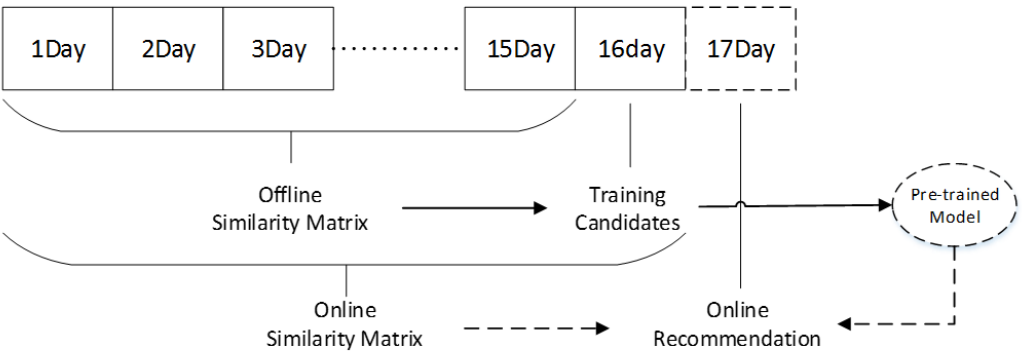 1Day 2Day 3Day 15Day 16day 17Day
Offline
Similarity Matrix
Training
Candidates
Pre-trained
Model
Online
Similarity Matrix
Online
Recommendation